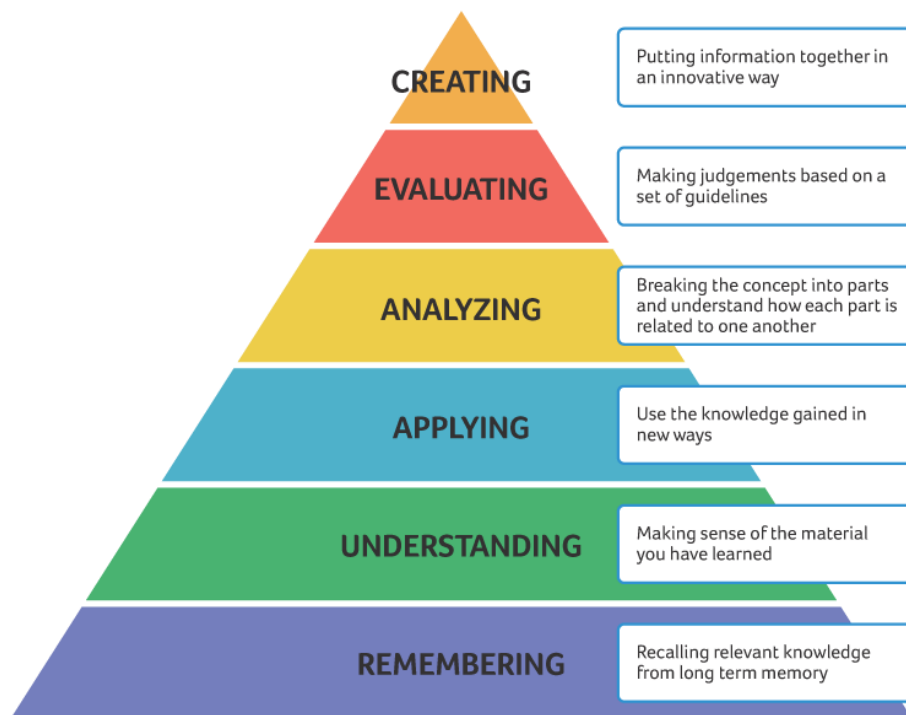 CREATING
Putting information together in
an innovative way
EVALUATING
Making judgements based on a
set of guidelines
ANALYZING
Breaking the concept into parts
and understand how each part is
related to one another
APPLYING
Use the knowledge gained in
new ways
UNDERSTANDING
Making sense of the material
you have learned
REMEMBERING
Recalling relevant knowledge
from long term memory